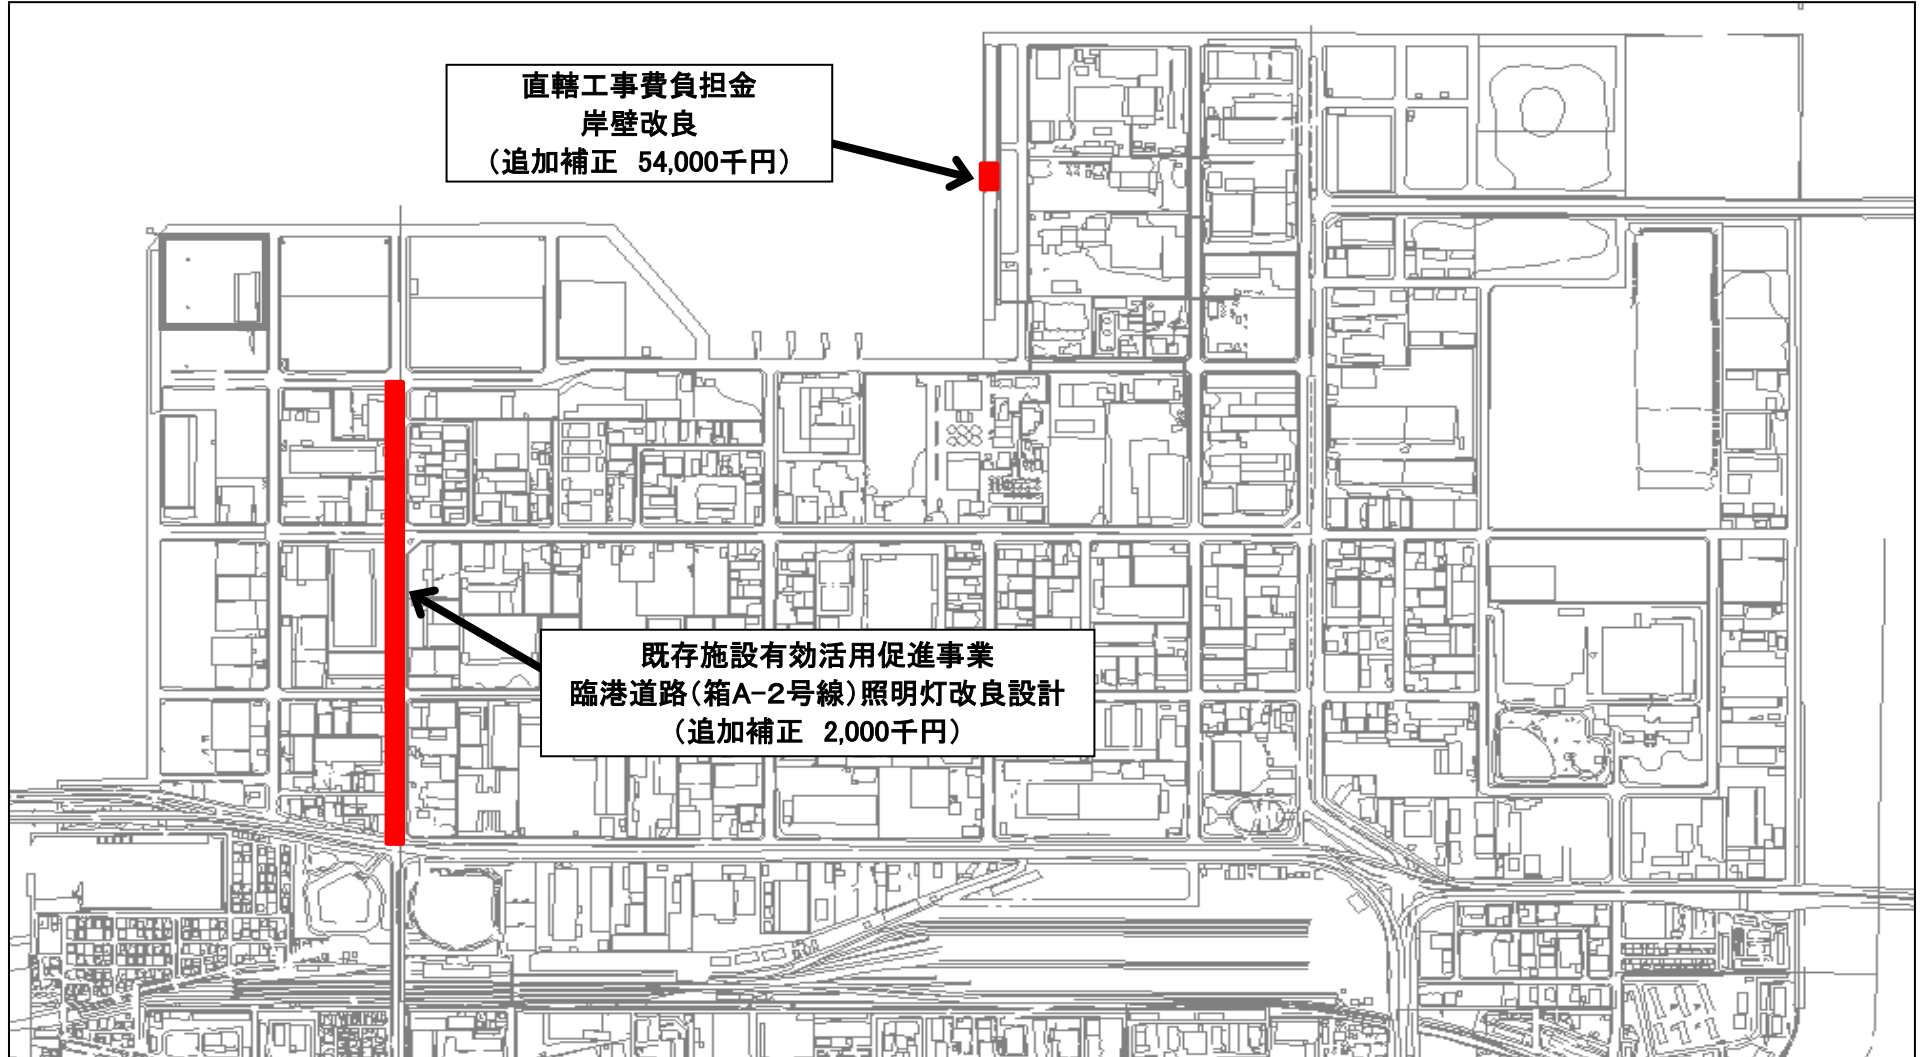 直轄工事費負担金
岸壁改良
（追加補正　54,000千円）
既存施設有効活用促進事業
臨港道路（箱A-2号線）照明灯改良設計
（追加補正　2,000千円）